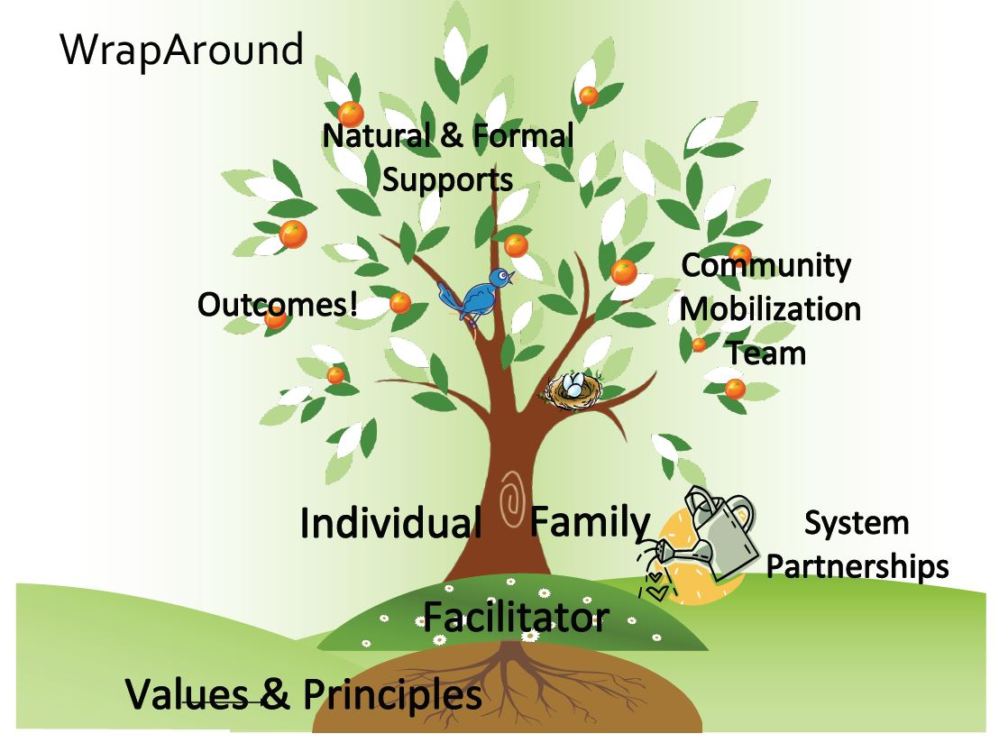 WrapAround
Natural & Formal
Supports
Community
Mobilization
Team
Outcomes!
Individual Family
System
Partnerships
Facilitator
Values & Principles